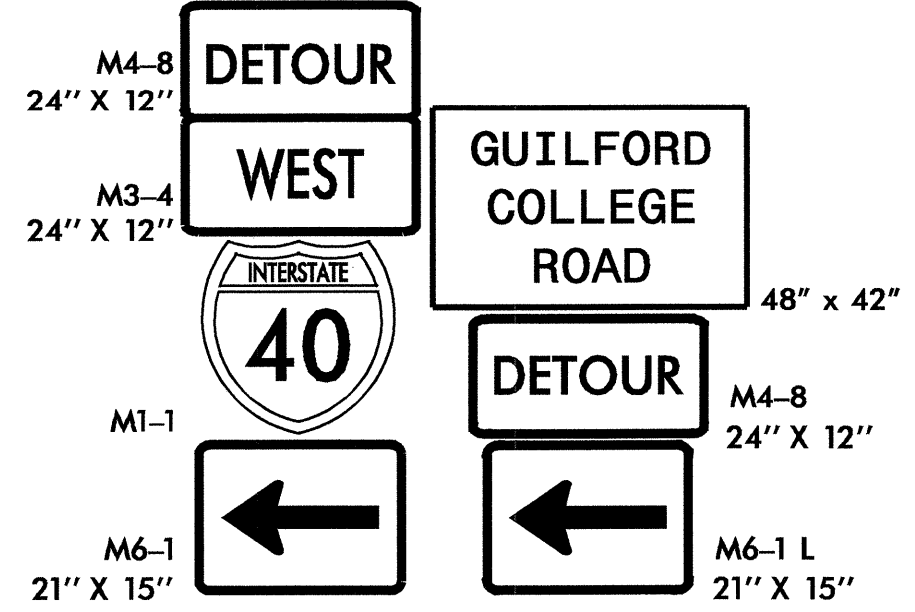 DETOUR
M4–8
24″ X 12″
WEST
M3–4
24″ X 12″
INTERSTATE
40
M1–1
M6–1
21″ X 15″
GUILFORD
COLLEGE
ROAD
48″ x 42″
DETOUR
M4–8
24″ X 12″
M6–1 L
21″ X 15″